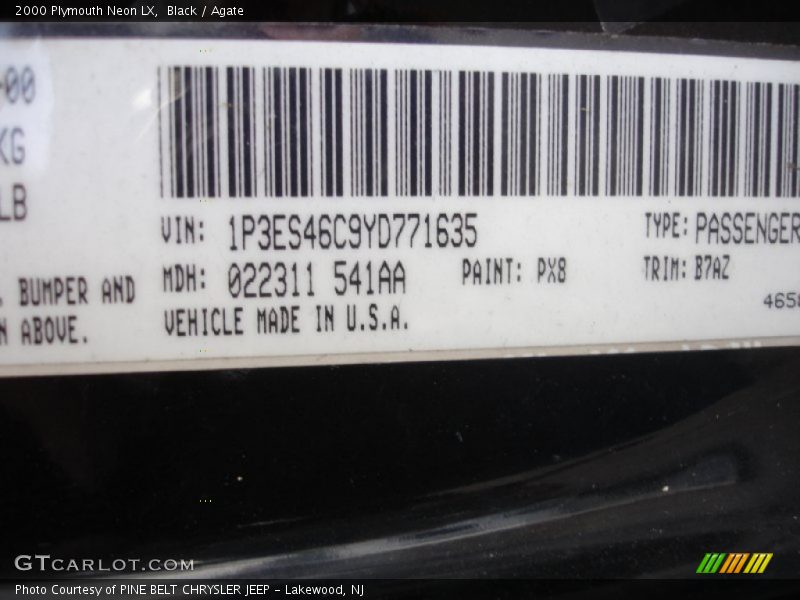 2000 Plymouth Neon LX, Black / Agate
-00
KG
LB
VIN: 1P3ES46C9YD771635
TYPE: PASSENGER
MDH: 022311 541AA
PAINT: PX8
TRIM: B7AZ
BUMPER AND
N ABOVE.
VEHICLE MADE IN U.S.A.
465
GTCARLOT.COM
Photo Courtesy of PINE BELT CHRYSLER JEEP - Lakewood, NJ